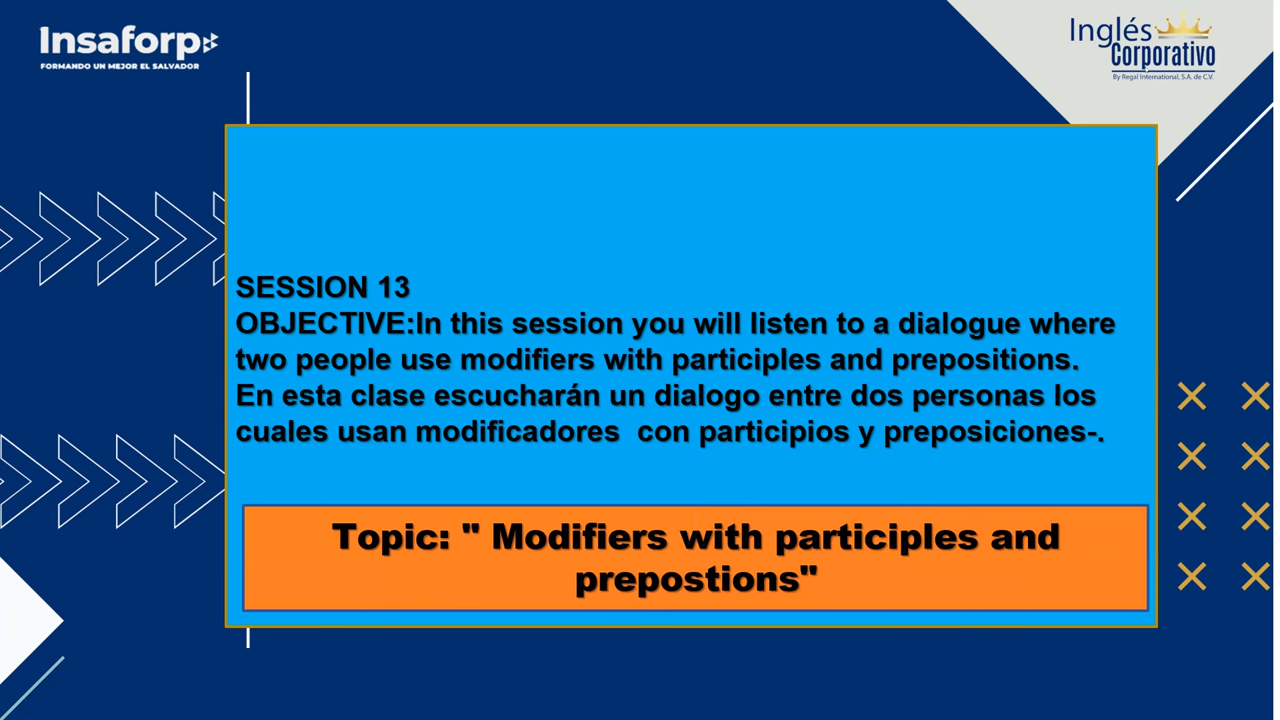 Insaforp
FORMANDO UN MEJOR EL SALVADOR
Inglés
Corporativo
By Regal International, S.A. de C.V.
SESSION 13
OBJECTIVE:In this session you will listen to a dialogue where
two people use modifiers with participles and prepositions.
En esta clase escucharán un dialogo entre dos personas los
cuales usan modificadores  con participios y preposiciones-.
Topic: " Modifiers with participles and
prepostions"